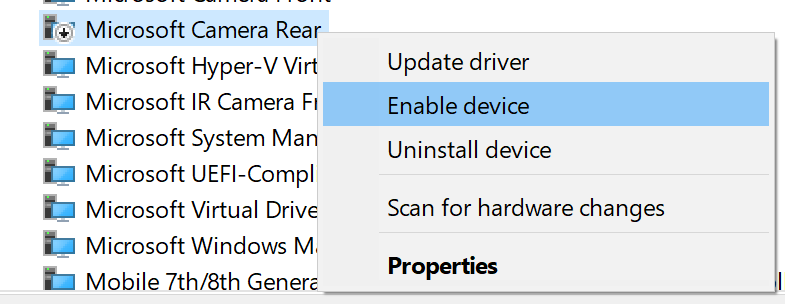 Microsoft Camera Front
Microsoft Camera Rear
Microsoft Hyper-V Virt
Microsoft IR Camera Fr
Microsoft System Man
Microsoft UEFI-Compli
Microsoft Virtual Drive
Microsoft Windows Ma
Mobile 7th/8th Genera
Update driver
Enable device
Uninstall device
Scan for hardware changes
Properties